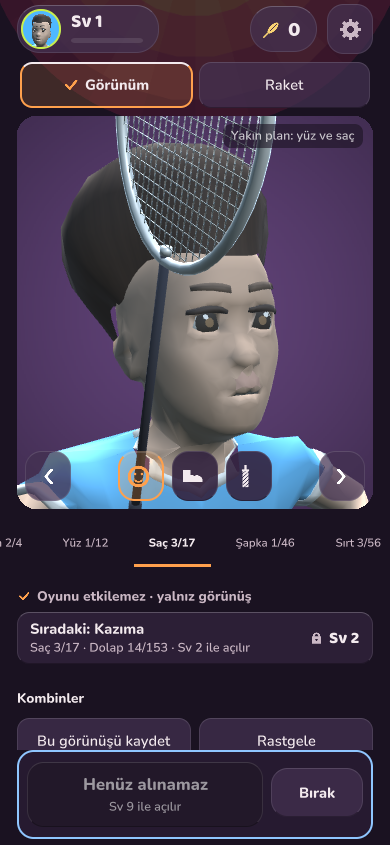 Sv 1
0
Görünüm
Raket
Yakın plan: yüz ve saç
2/4
Yüz 1/12
Saç 3/17
Şapka 1/46
Sırt 3/56
Oyunu etkilemez · yalnız görünüş
Sıradaki: Kazıma
Saç 3/17 · Dolap 14/153 · Sv 2 ile açılır
Sv 2
Kombinler
Bu görünüşü kaydet
Rastgele
Henüz alınamaz
Sv 9 ile açılır
Bırak